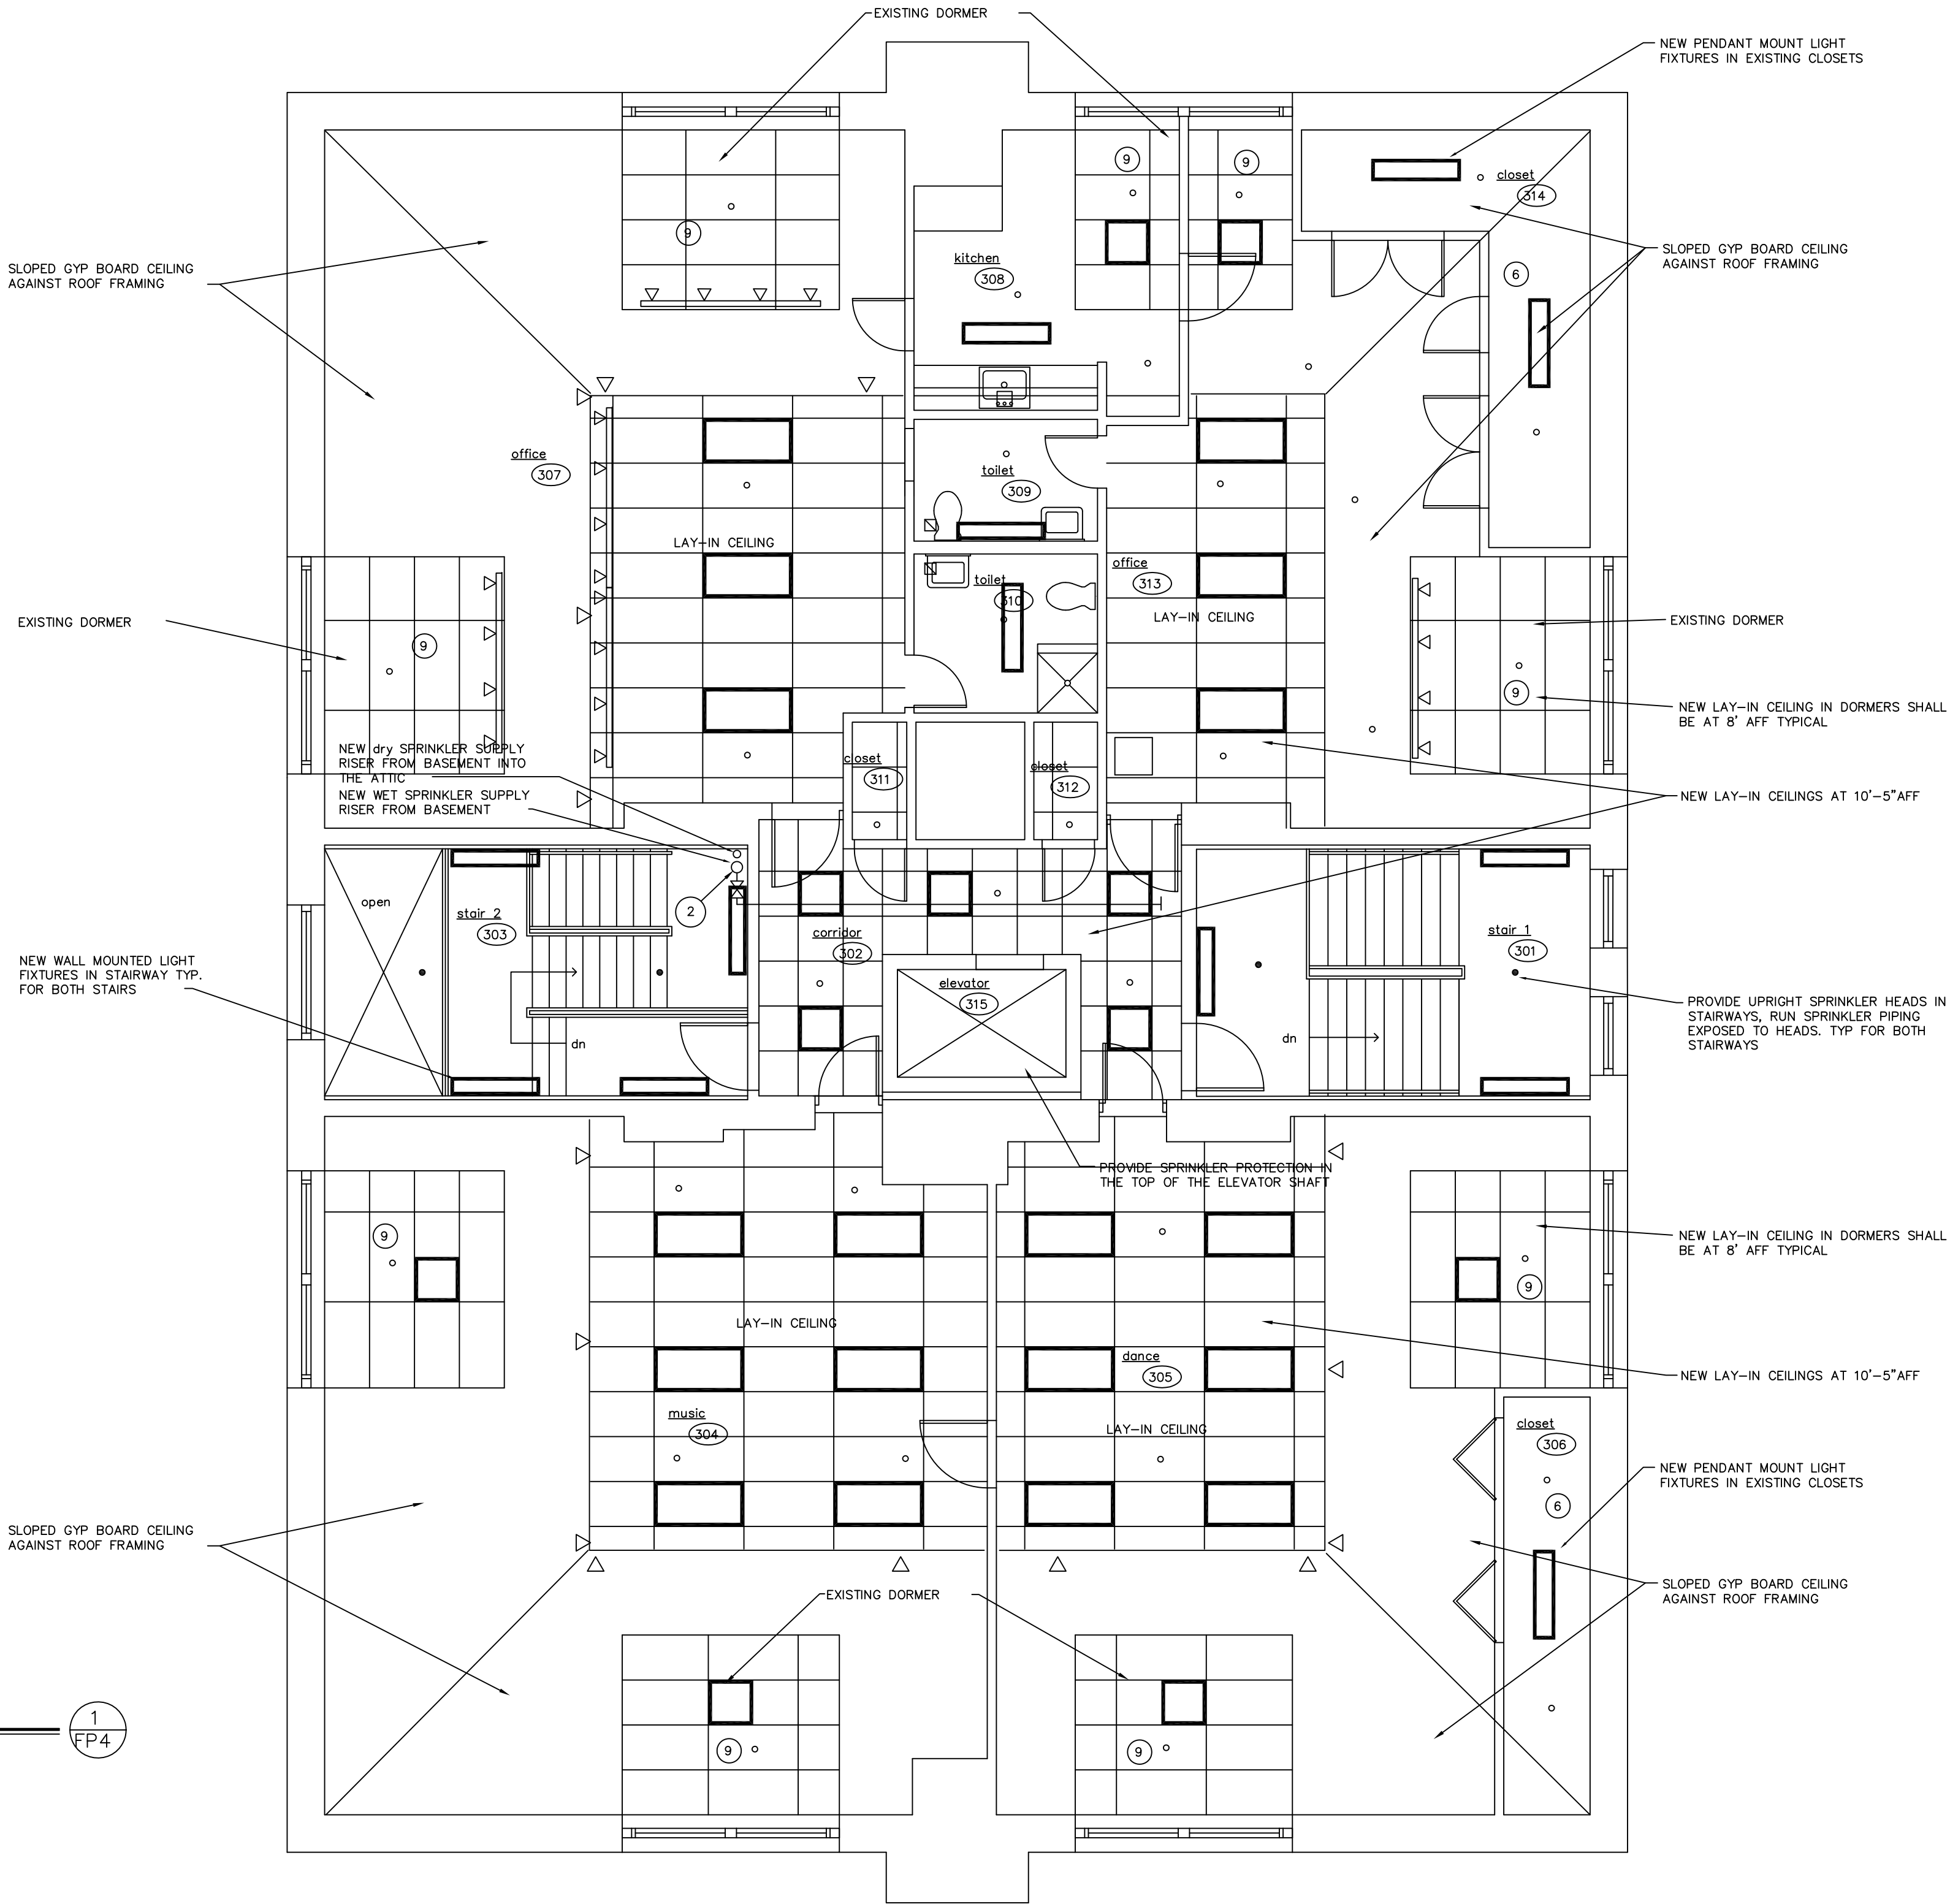 EXISTING DORMER
NEW PENDANT MOUNT LIGHT
FIXTURES IN EXISTING CLOSETS
9
9
closet
314
9
SLOPED GYP BOARD CEILING
AGAINST ROOF FRAMING
kitchen
308
6
SLOPED GYP BOARD CEILING
AGAINST ROOF FRAMING
office
307
toilet
309
LAY-IN CEILING
toilet
310
office
313
LAY-IN CEILING
EXISTING DORMER
9
EXISTING DORMER
9
NEW LAY-IN CEILING IN DORMERS SHALL
BE AT 8' AFF TYPICAL
NEW dry SPRINKLER SUPPLY
RISER FROM BASEMENT INTO
THE ATTIC
NEW WET SPRINKLER SUPPLY
RISER FROM BASEMENT
closet
311
closet
312
NEW LAY-IN CEILINGS AT 10'-5"AFF
open
stair 2
303
2
corridor
302
stair 1
301
NEW WALL MOUNTED LIGHT
FIXTURES IN STAIRWAY TYP.
FOR BOTH STAIRS
elevator
315
dn
dn
PROVIDE UPRIGHT SPRINKLER HEADS IN
STAIRWAYS, RUN SPRINKLER PIPING
EXPOSED TO HEADS. TYP FOR BOTH
STAIRWAYS
PROVIDE SPRINKLER PROTECTION IN
THE TOP OF THE ELEVATOR SHAFT
9
NEW LAY-IN CEILING IN DORMERS SHALL
BE AT 8' AFF TYPICAL
9
LAY-IN CEILING
dance
305
NEW LAY-IN CEILINGS AT 10'-5"AFF
music
304
LAY-IN CEILING
closet
306
6
NEW PENDANT MOUNT LIGHT
FIXTURES IN EXISTING CLOSETS
SLOPED GYP BOARD CEILING
AGAINST ROOF FRAMING
EXISTING DORMER
SLOPED GYP BOARD CEILING
AGAINST ROOF FRAMING
1
FP4
9
9